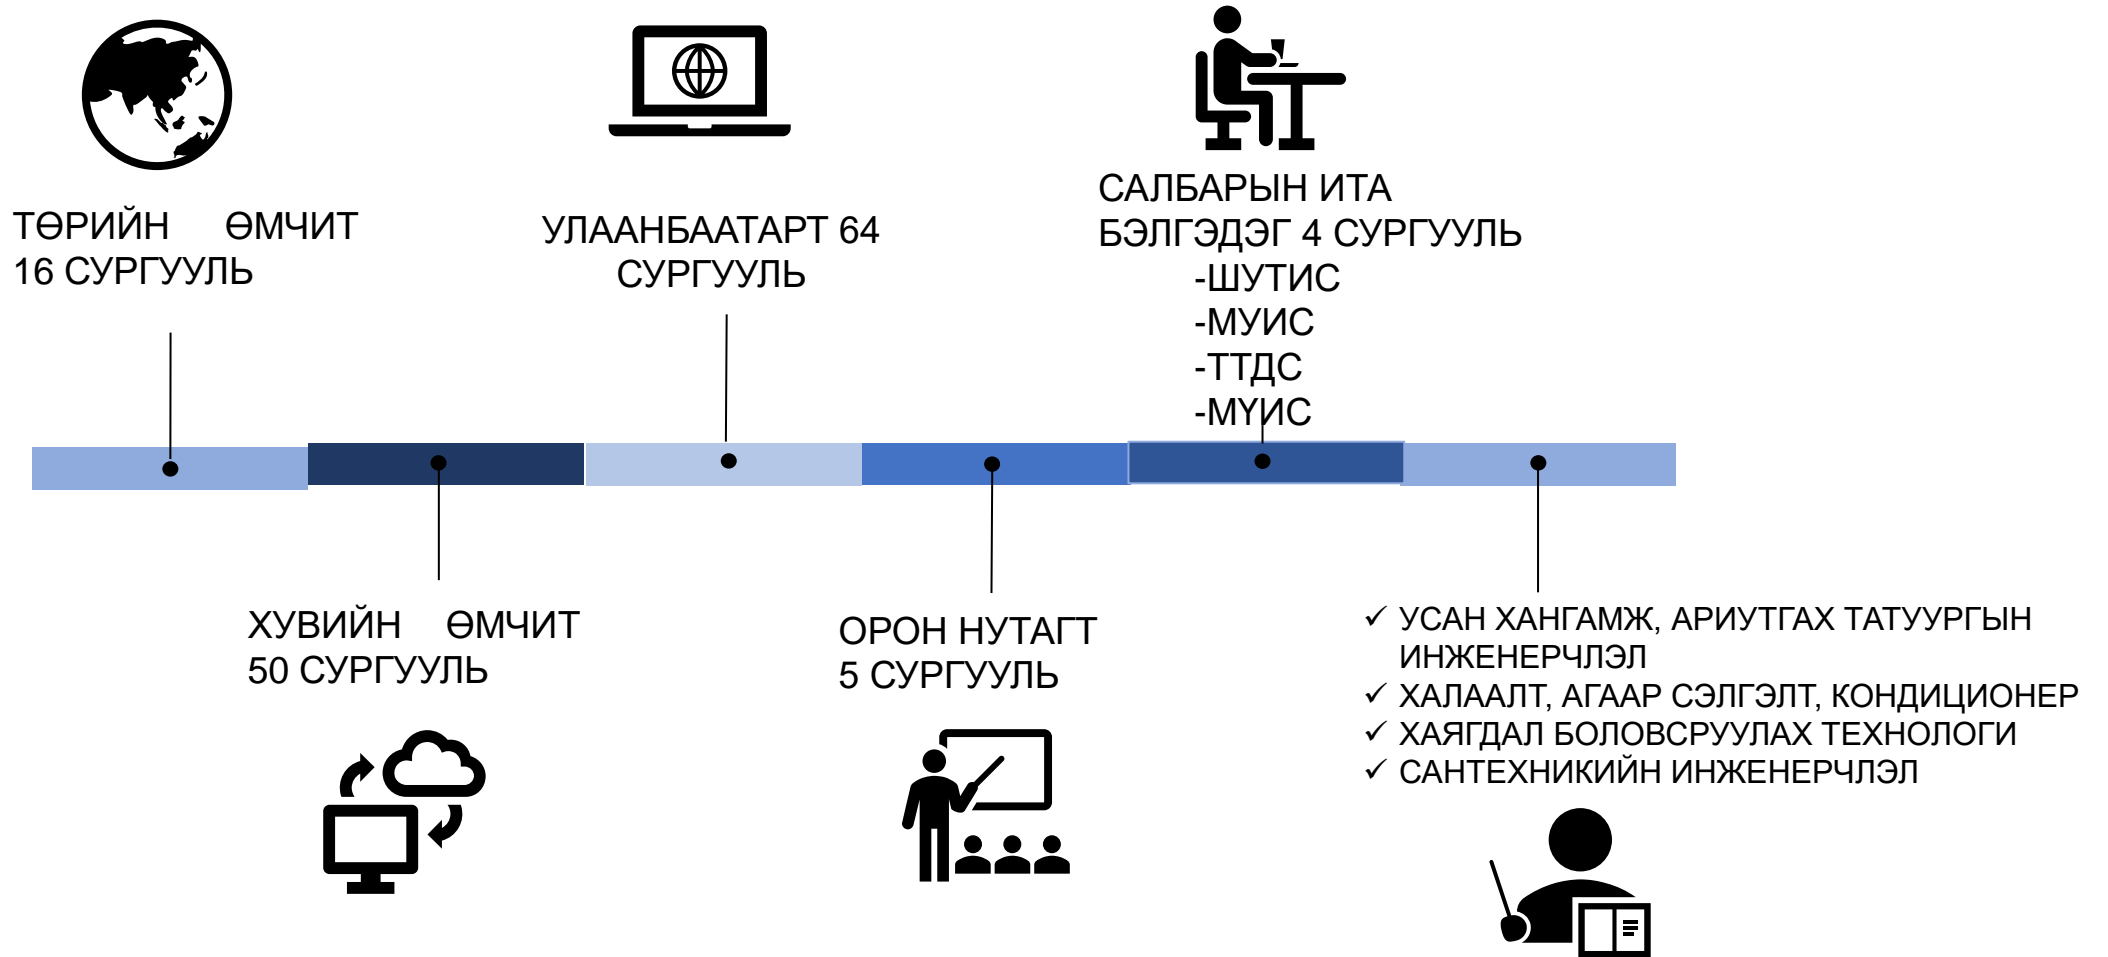 ТӨРИЙН ӨМЧИТ
16 СУРГУУЛЬ
ХУВИЙН ӨМЧИТ
50 СУРГУУЛЬ
УЛААНБААТАРТ 64
СУРГУУЛЬ
ОРОН НУТАГТ
5 СУРГУУЛЬ
САЛБАРЫН ИТА
БЭЛГЭДЭГ 4 СУРГУУЛЬ
-ШУТИС
-МУИС
-ТТДС
-МҮИС
✓ УСАН ХАНГАМЖ, АРИУТГАХ ТАТУУРГЫН
ИНЖЕНЕРЧЛЭЛ
✓ ХАЛААЛТ, АГААР СЭЛГЭЛТ, КОНДИЦИОНЕР
✓ ХАЯГДАЛ БОЛОВСРУУЛАХ ТЕХНОЛОГИ
✓ САНТЕХНИКИЙН ИНЖЕНЕРЧЛЭЛ